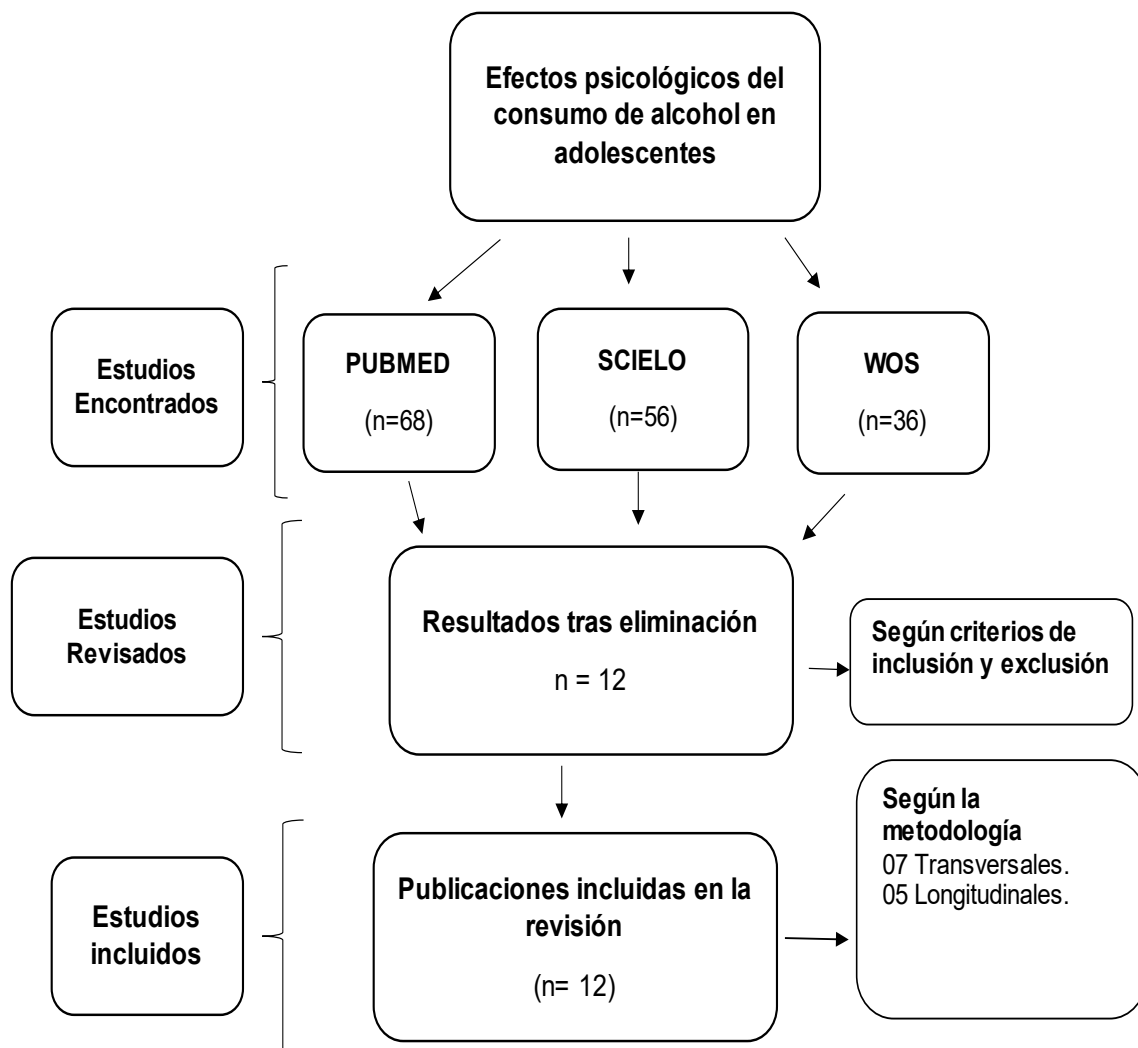 Efectos psicológicos del
consumo de alcohol en
adolescentes
Estudios
Encontrados
PUBMED
(n=68)
SCIELO
(n=56)
WOS
(n=36)
Estudios
Revisados
Resultados tras eliminación
n = 12
Según criterios de
inclusión y exclusión
Estudios
incluidos
Publicaciones incluidas en la
revisión
(n= 12)
Según la
metodología
07 Transversales.
05 Longitudinales.